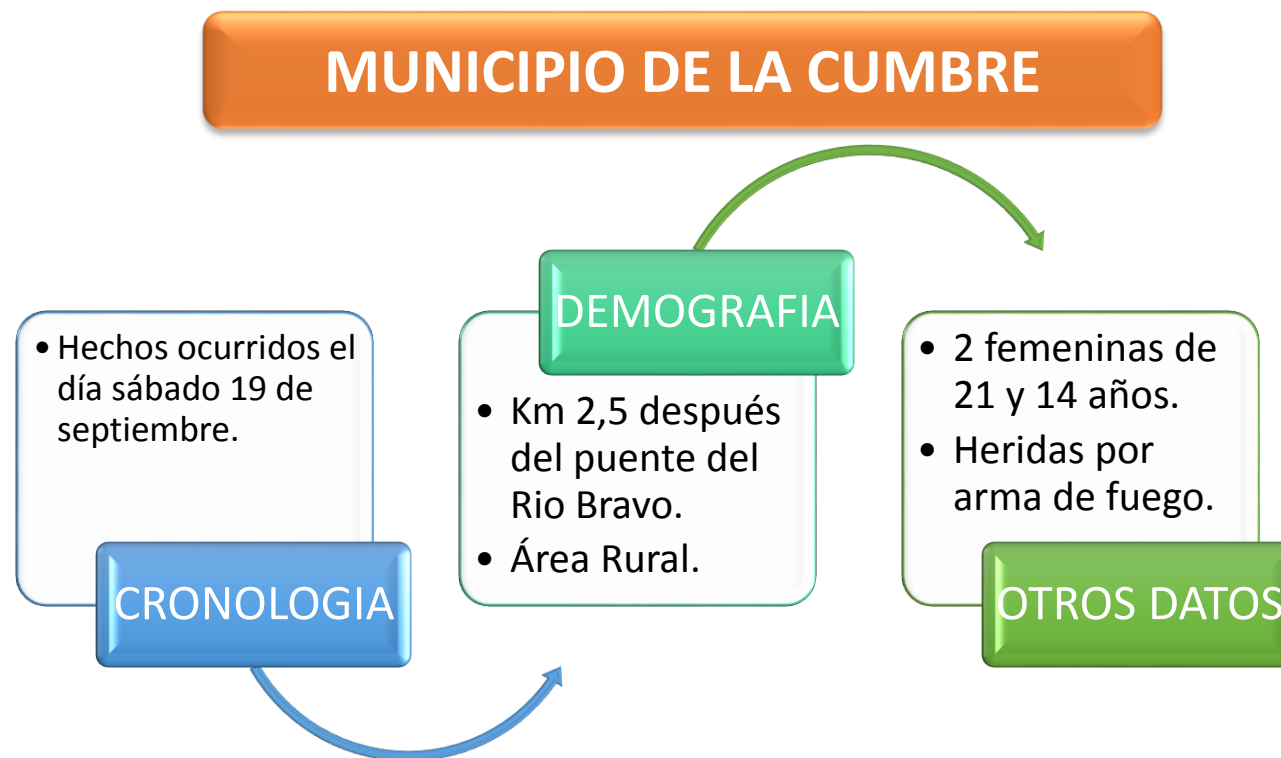 MUNICIPIO DE LA CUMBRE
• Hechos ocurridos el
día sábado 19 de
septiembre.
CRONOLOGIA
DEMOGRAFIA
• Km 2,5 después
del puente del
Rio Bravo.
• Área Rural.
• 2 femeninas de
21 y 14 años.
• Heridas por
arma de fuego.
OTROS DATOS